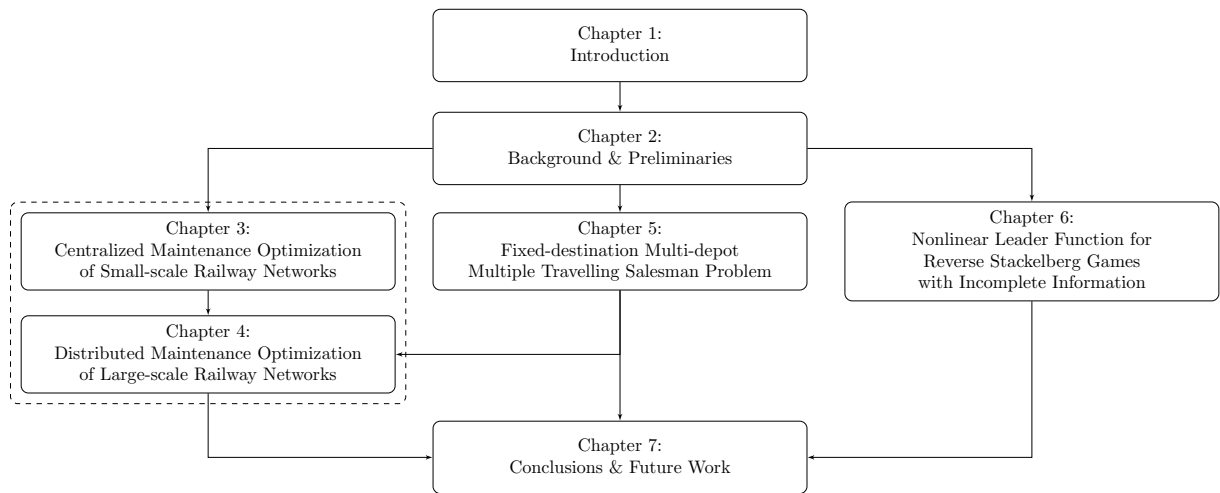 Chapter 1:
Introduction
Chapter 2:
Background & Preliminaries
Chapter 3:
Centralized Maintenance Optimization
of Small-scale Railway Networks
Chapter 5:
Fixed-destination Multi-depot
Multiple Travelling Salesman Problem
Chapter 6:
Nonlinear Leader Function for
Reverse Stackelberg Games
with Incomplete Information
Chapter 4:
Distributed Maintenance Optimization
of Large-scale Railway Networks
Chapter 7:
Conclusions & Future Work